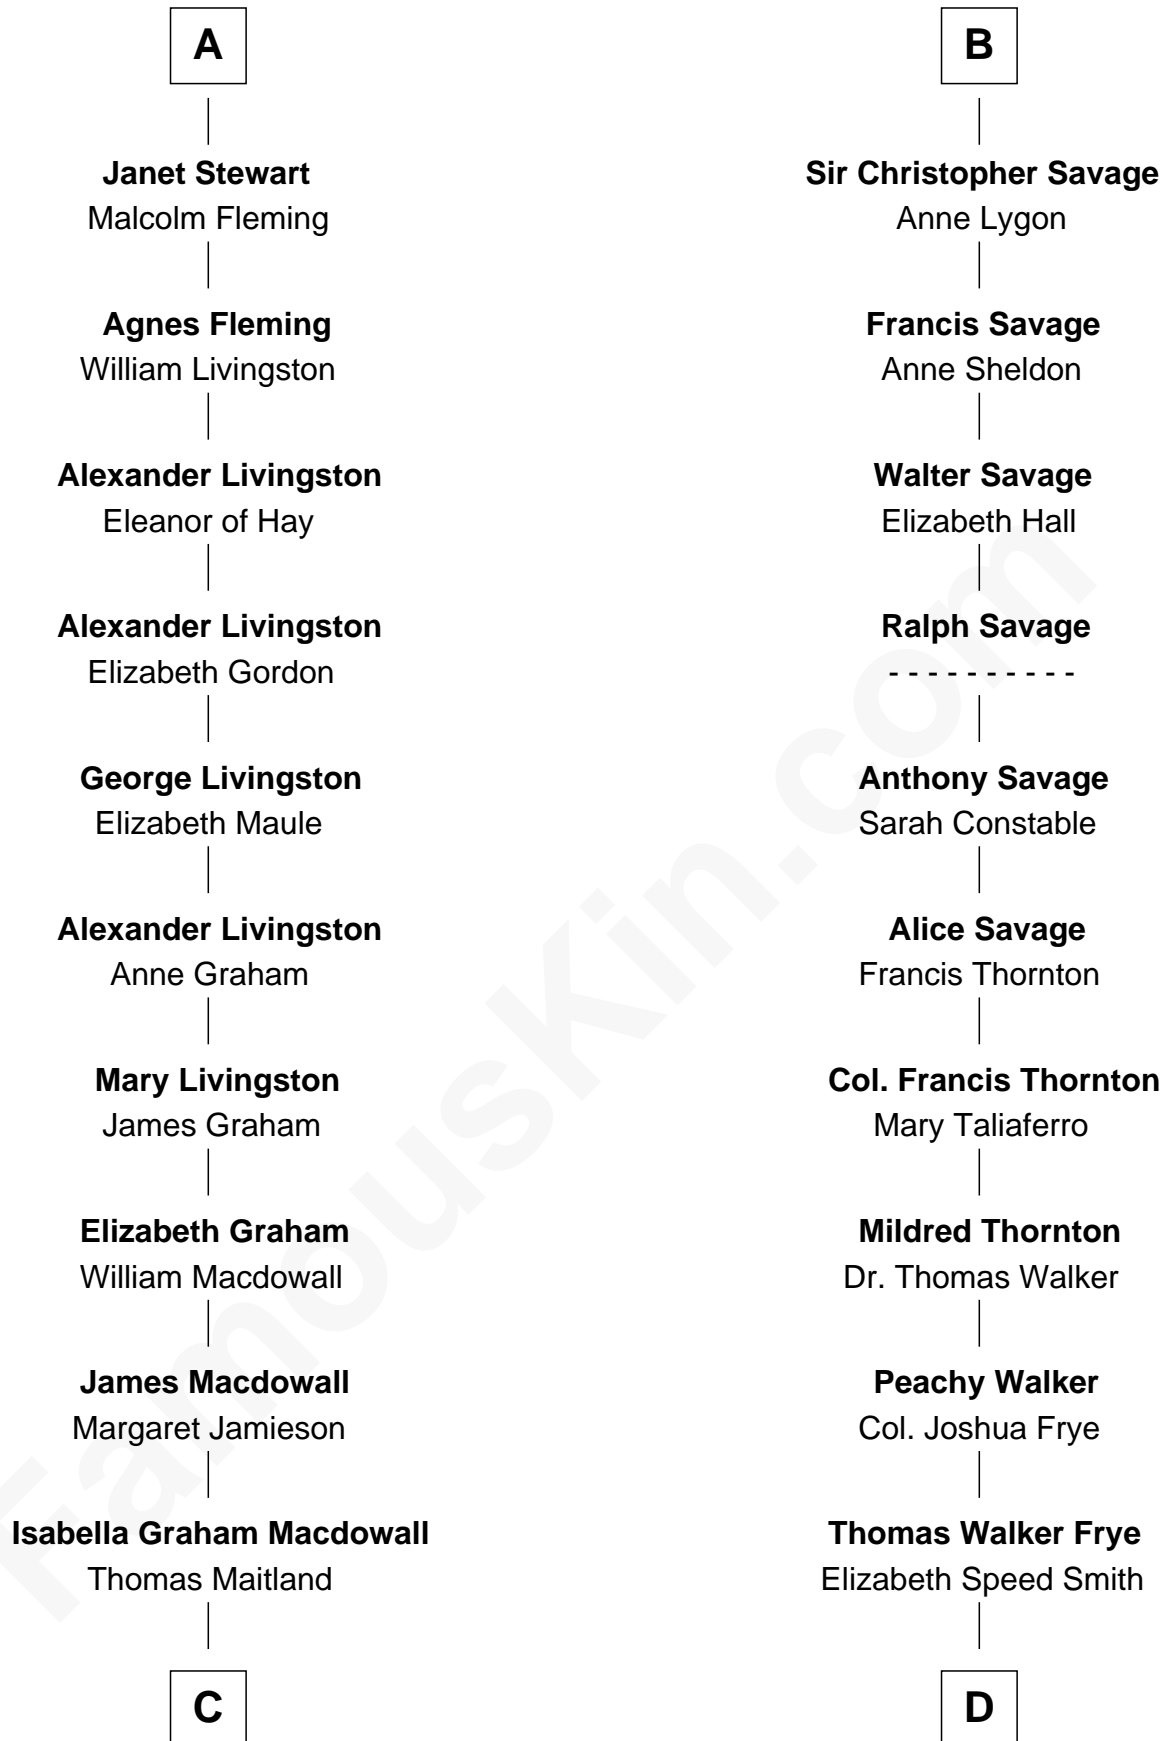 A
Janet Stewart
Malcolm Fleming
Agnes Fleming
William Livingston
Alexander Livingston
Eleanor of Hay
Alexander Livingston
Elizabeth Gordon
George Livingston
Elizabeth Maule
Alexander Livingston
Anne Graham
Mary Livingston
James Graham
Elizabeth Graham
William Macdowall
James Macdowall
Margaret Jamieson
Isabella Graham Macdowall
Thomas Maitland
C
B
Sir Christopher Savage
Anne Lygon
Francis Savage
Anne Sheldon
Walter Savage
Elizabeth Hall
Ralph Savage
- - - - - - - - - -
Anthony Savage
Sarah Constable
Alice Savage
Francis Thornton
Col. Francis Thornton
Mary Taliaferro
Mildred Thornton
Dr. Thomas Walker
Peachy Walker
Col. Joshua Frye
Thomas Walker Frye
Elizabeth Speed Smith
D
FamousKin.com